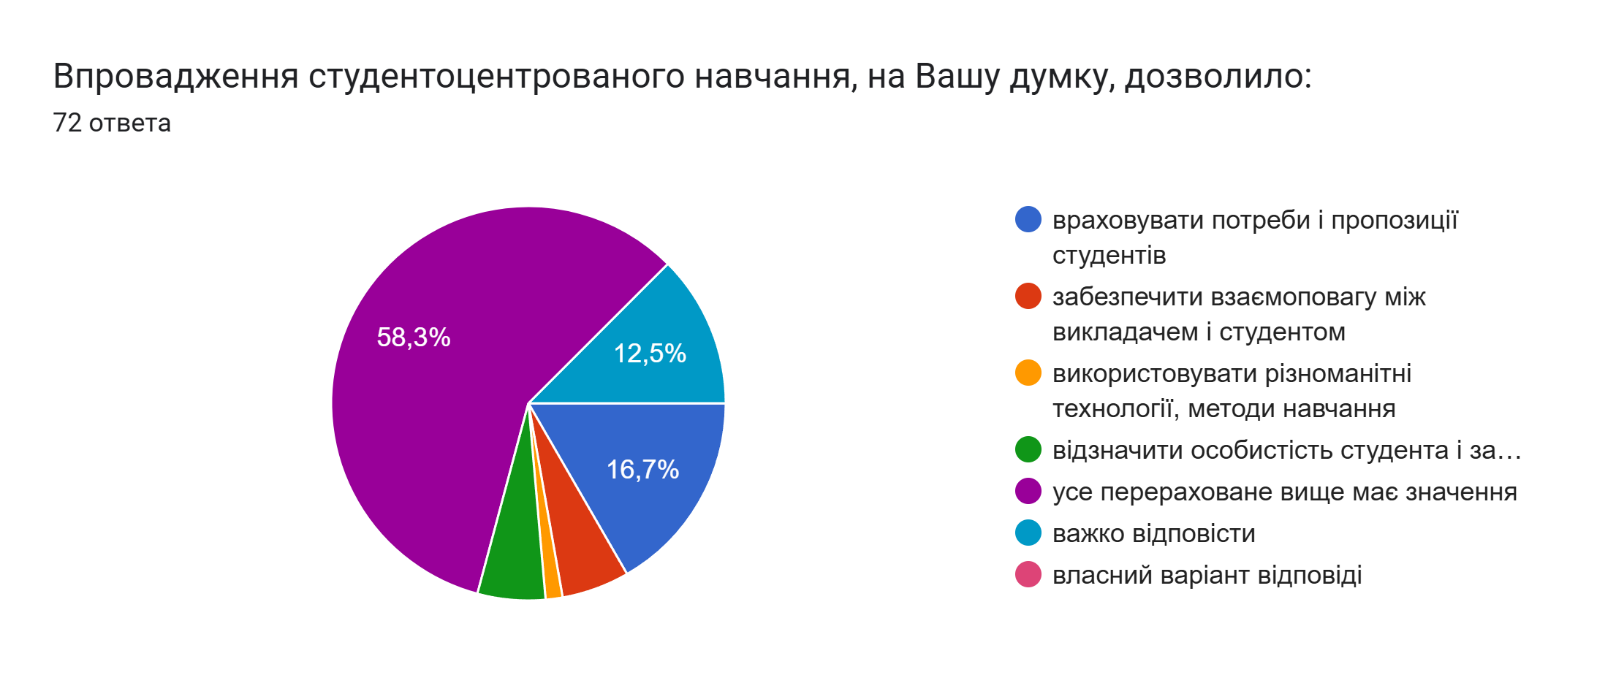 Впровадження студентоцентрованого навчання, на Вашу думку, дозволило:
72 ответа
58,3%
12,5%
16,7%
враховувати потреби і пропозиції
студентів
забезпечити взаємоповагу між
викладачем і студентом
використовувати різноманітні
технології, методи навчання
відзначити особистість студента і за…
усе перераховане вище має значення
важко відповісти
власний варіант відповіді